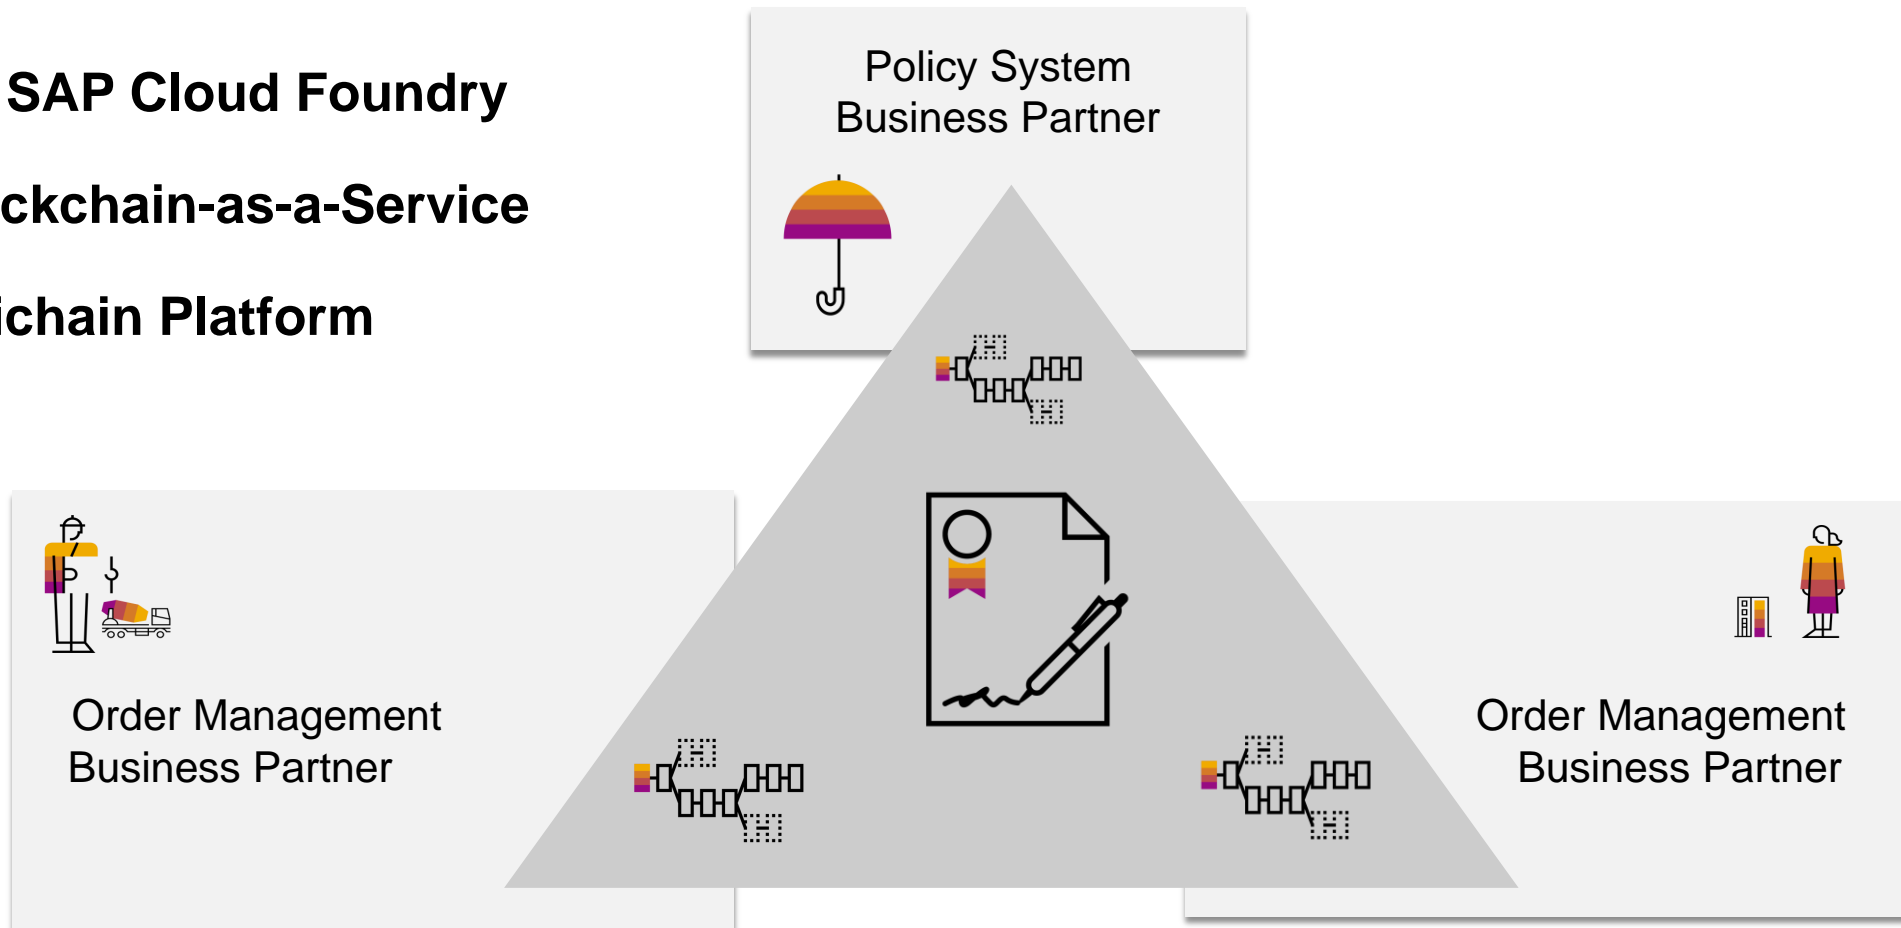 SAP Cloud Foundry
ckchain-as-a-Service
ichain Platform
Policy System
Business Partner
Order Management
Business Partner
Order Management
Business Partner